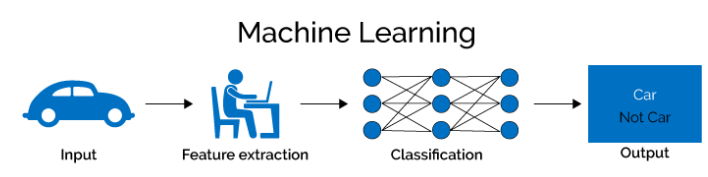 Machine Learning
Input
Feature extraction
Classification
Car
Not Car
Output